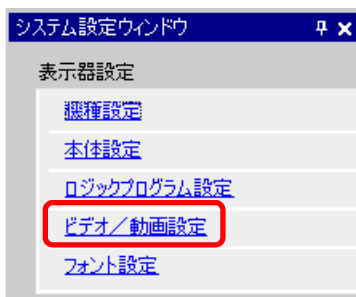 システム設定ウィンドウ
表示器設定
機種設定
本体設定
ロジックプログラム設定
ビデオ／動画設定
フォント設定